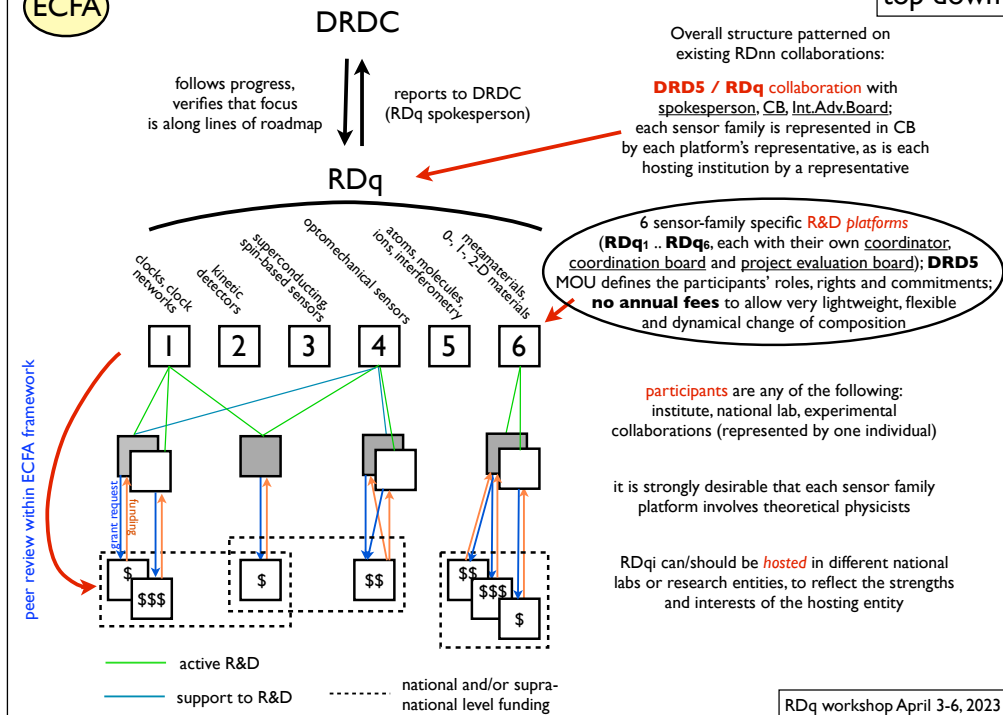 ECFA
top down
DRDC
follows progress,
verifies that focus
is along lines of roadmap
reports to DRDC
(RDq spokesperson)
RDq
Overall structure patterned on
existing RDnn collaborations:
DRD5 / RDq collaboration with
spokesperson, CB, Int.Adv.Board;
each sensor family is represented in CB
by each platform's representative, as is each
hosting institution by a representative
6 sensor-family specific R&D platforms
(RDq1 .. RDq6, each with their own coordinator,
coordination board and project evaluation board); DRD5
MOU defines the participants' roles, rights and commitments;
no annual fees to allow very lightweight, flexible
and dynamical change of composition
clocks, clock
networks
kinetic
detectors
superconducting,
spin-based sensors
optomechanical sensors
atoms, molecules,
ions, interferometry
metamaterials,
0-, 1-, 2-D materials
1
2
3
4
5
6
participants are any of the following:
institute, national lab, experimental
collaborations (represented by one individual)
it is strongly desirable that each sensor family
platform involves theoretical physicists
RDqi can/should be hosted in different national
labs or research entities, to reflect the strengths
and interests of the hosting entity
peer review within ECFA framework
grant request
funding
$
$$$
$
$$
$$
$$$
$
active R&D
support to R&D
national and/or supra-
national level funding
RDq workshop April 3-6, 2023